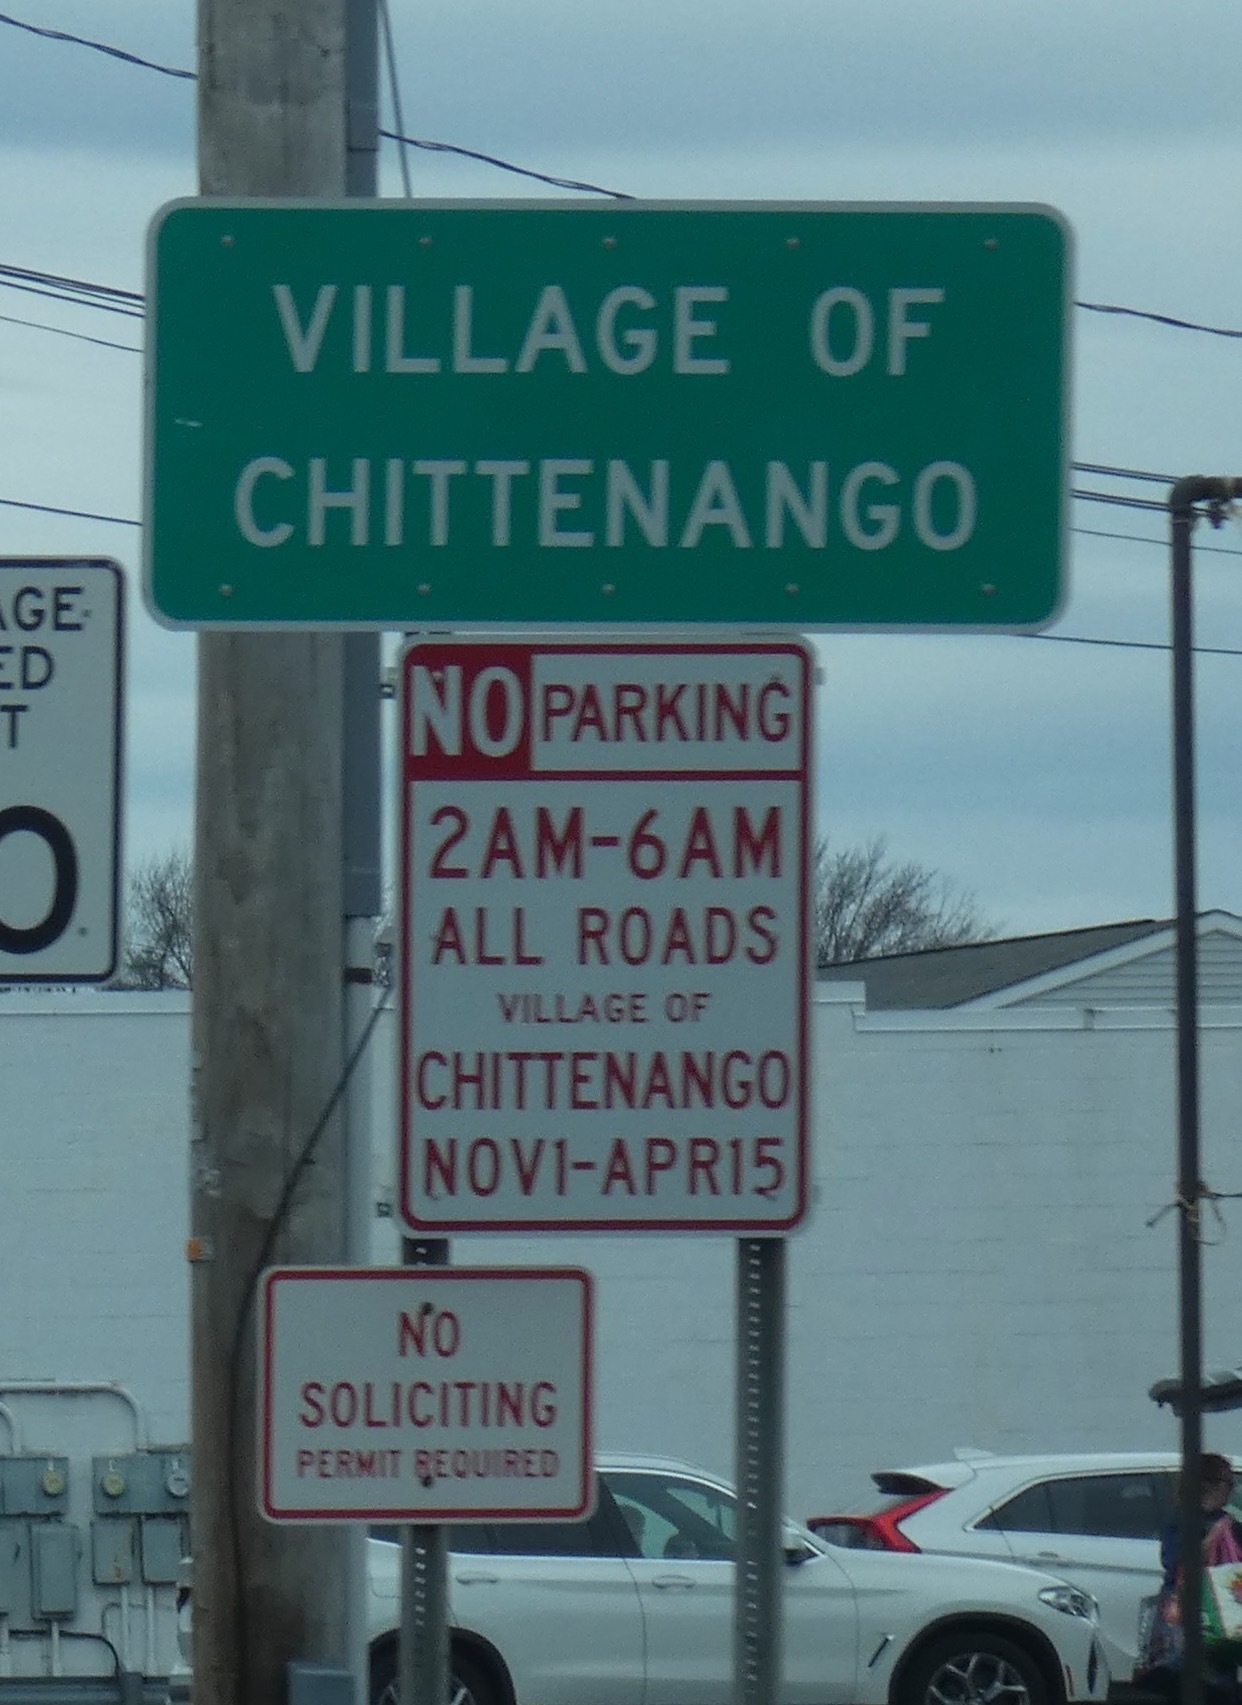 VILLAGE OF
CHITTENANGO
NO PARKING
2AM-6AM
ALL ROADS
VILLAGE OF
CHITTENANGO
NOV1-APR15
NO
SOLICITING
PERMIT REQUIRED